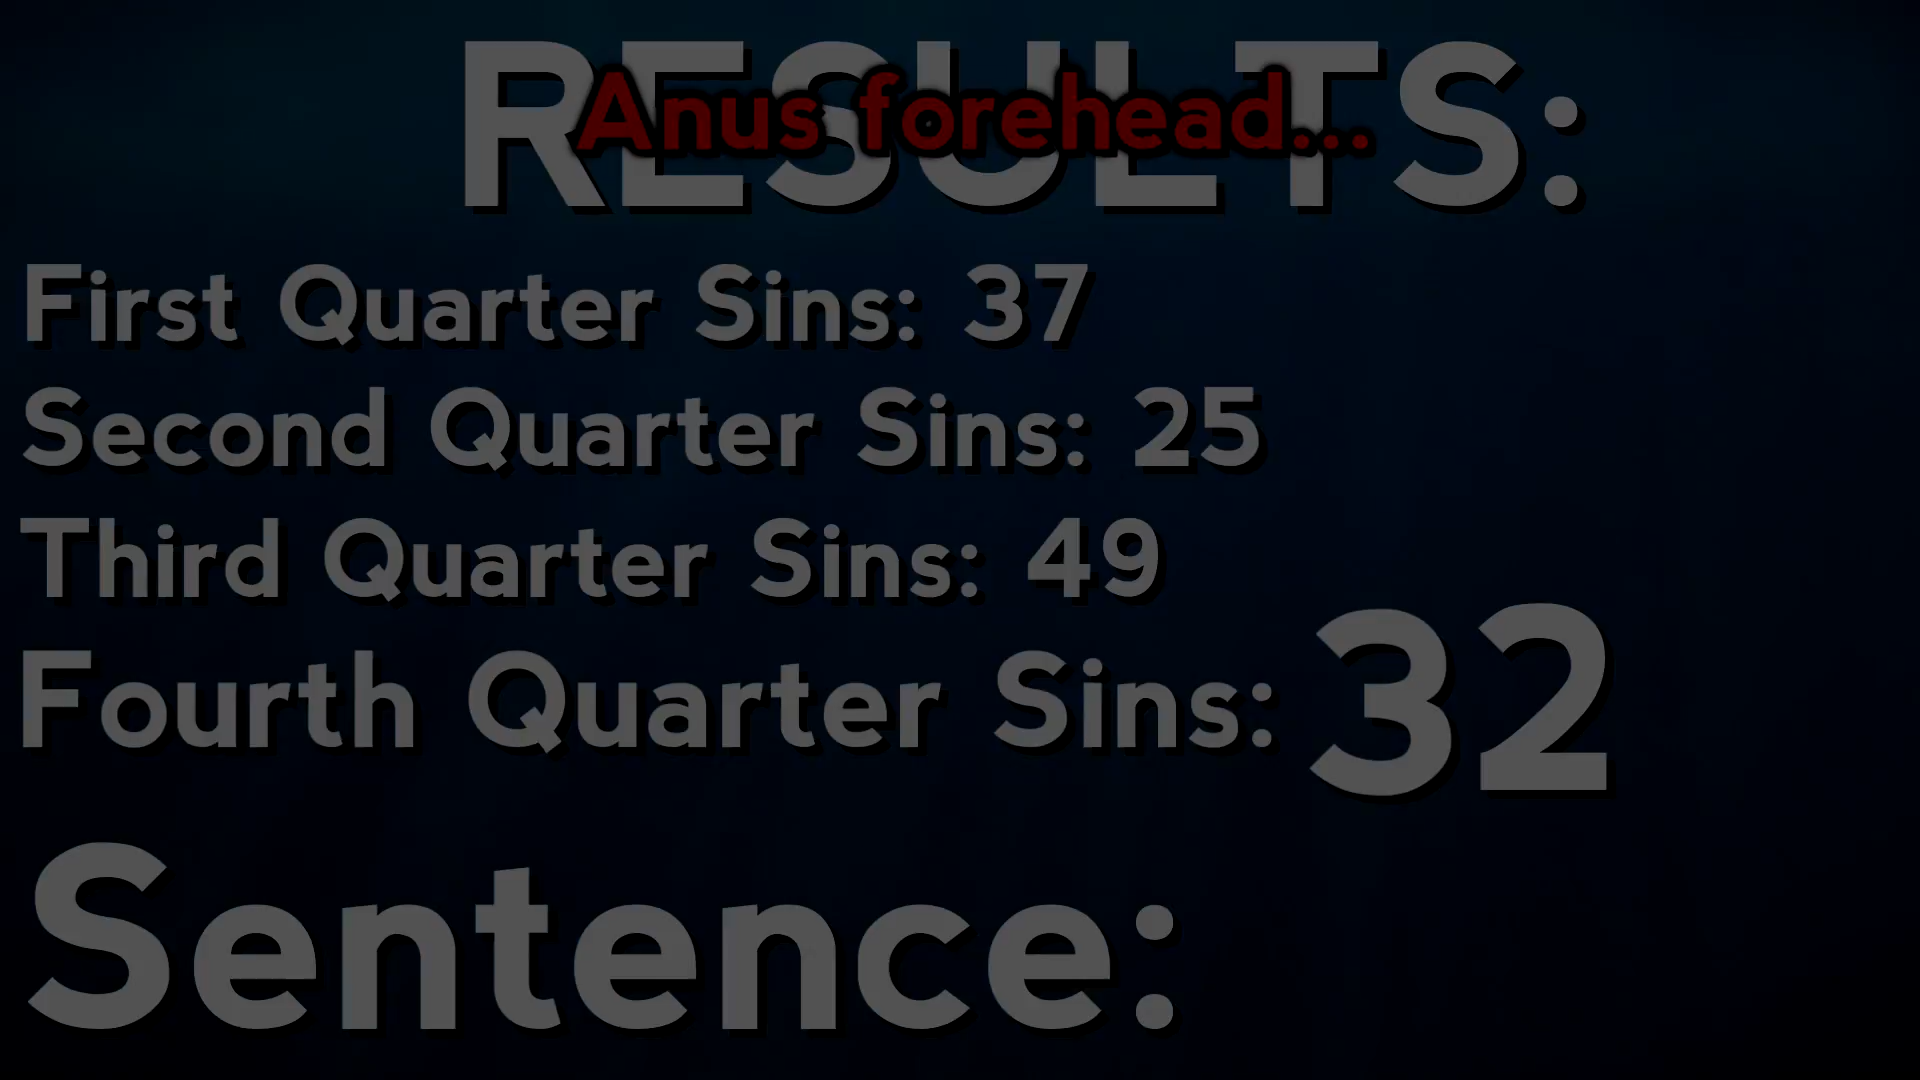 RESULTS:
Anus forehead...
First Quarter Sins: 37
Second Quarter Sins: 25
Third Quarter Sins: 49
Fourth Quarter Sins: 32
Sentence: